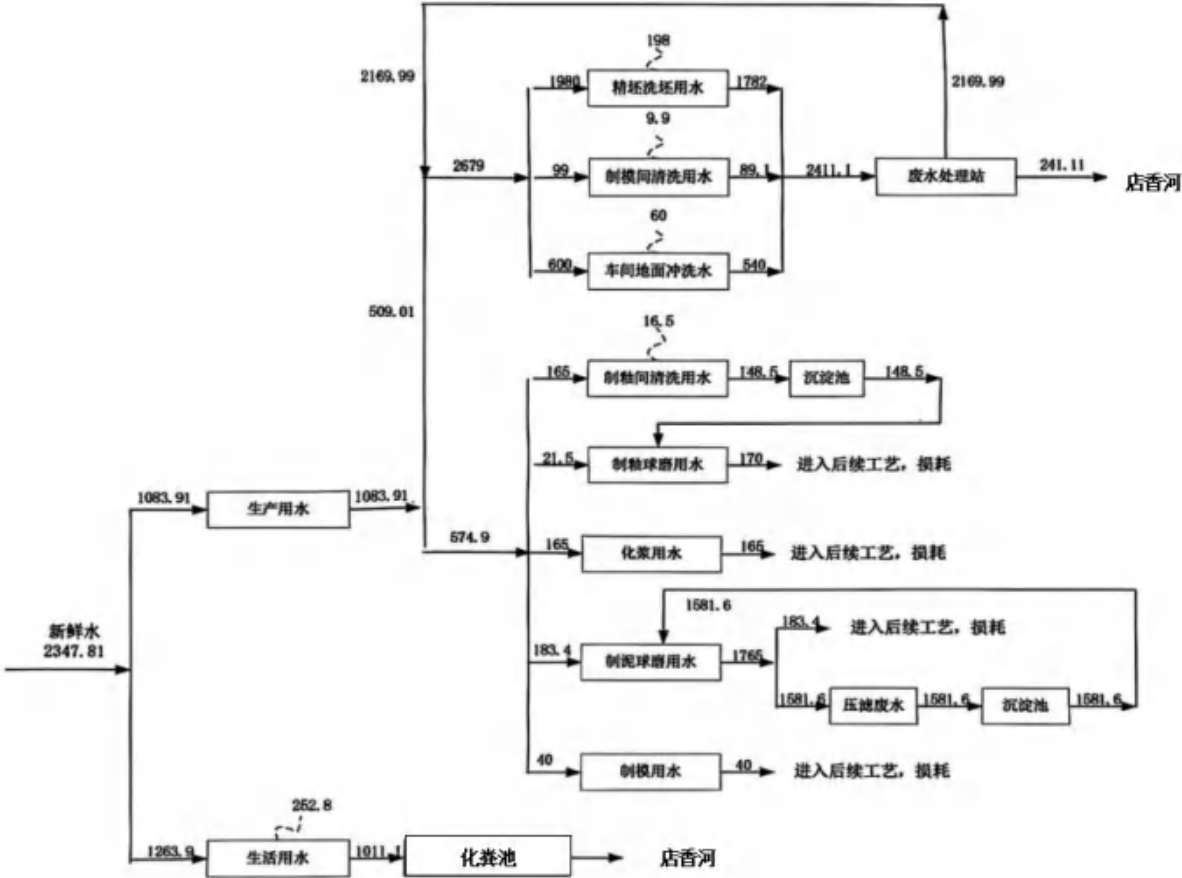 198
2169.99
1980
精坯洗坯用水
1782
2169.99
9.9
2679
99
制模间清洗用水
89.1
2411.1
废水处理站
241.11
店香河
60
600
车间地面冲洗水
540
509.01
16.5
165
制釉间清洗用水
148.5
沉淀池
148.5
21.5
制釉球磨用水
170
进入后续工艺，损耗
1083.91
生产用水
1083.91
574.9
165
化浆用水
165
进入后续工艺，损耗
1581.6
新鲜水
2347.81
183.4
进入后续工艺，损耗
183.4
制泥球磨用水
1765
1581.6
压滤废水
1581.6
沉淀池
1581.6
40
制模用水
40
进入后续工艺，损耗
252.8
1263.9
生活用水
1011.1
化粪池
店香河